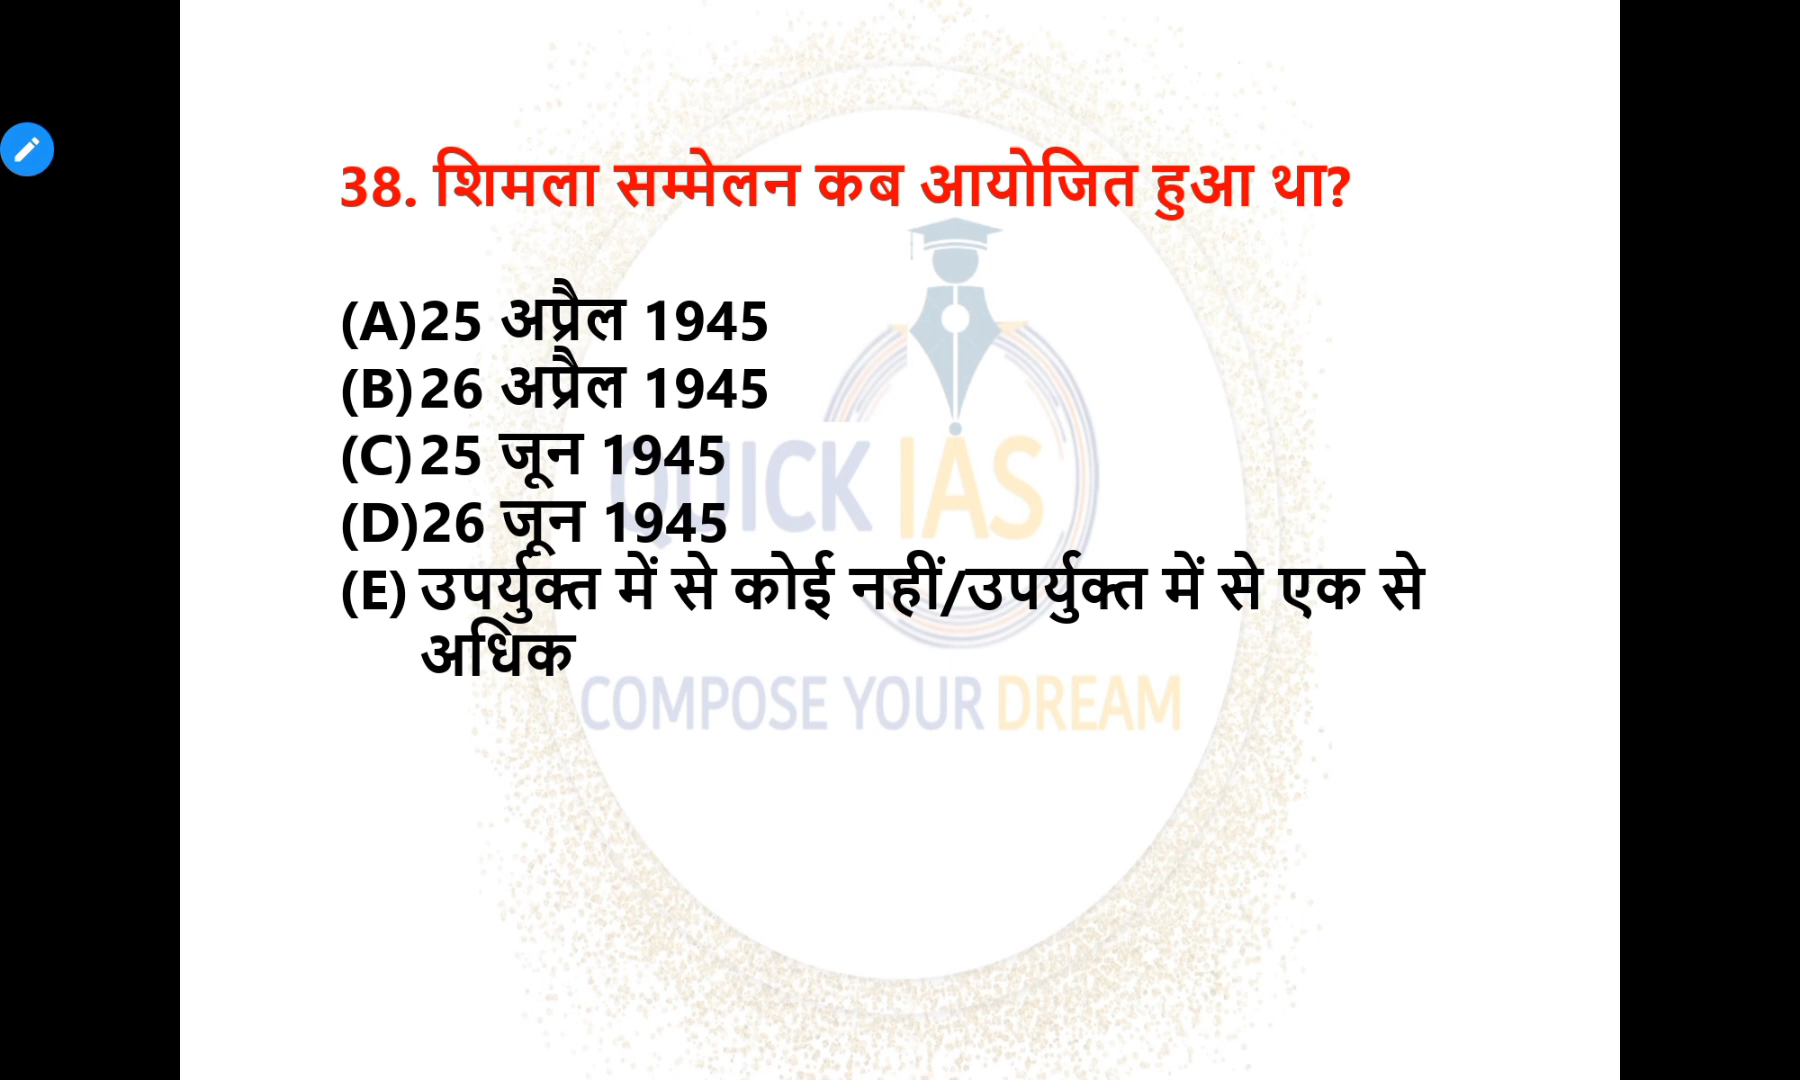 38. शिमला सम्मेलन कब आयोजित हुआ था?
(A)25 अप्रैल 1945
(B)26 अप्रैल 1945
(C)25 जून 1945
(D)26 जून 1945
(E) उपर्युक्त में से कोई नहीं/उपर्युक्त में से एक से
अधिक
QUICK IAS
COMPOSE YOUR DREAM